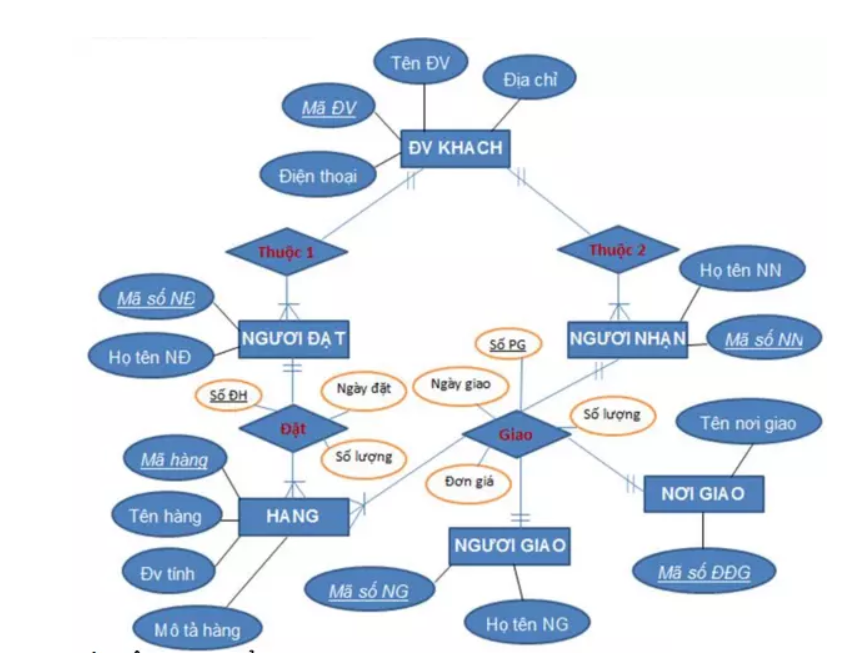 Tên ĐV
Địa chỉ
Mã ĐV
ĐV KHACH
Điện thoại
Thuộc 1
Thuộc 2
Họ tên NN
Mã số NĐ
NGƯƠI ĐẠT
NGƯƠI NHẬN
Mã số NN
Số PG
Họ tên NĐ
Ngày đặt
Ngày giao
Số ĐH
Số lượng
Tên nơi giao
Đặt
Giao
Mã hàng
Số lượng
Đơn giá
NƠI GIAO
Tên hàng
HANG
NGƯƠI GIAO
Đv tính
Mã số ĐĐG
Mã số NG
Mô tả hàng
Họ tên NG